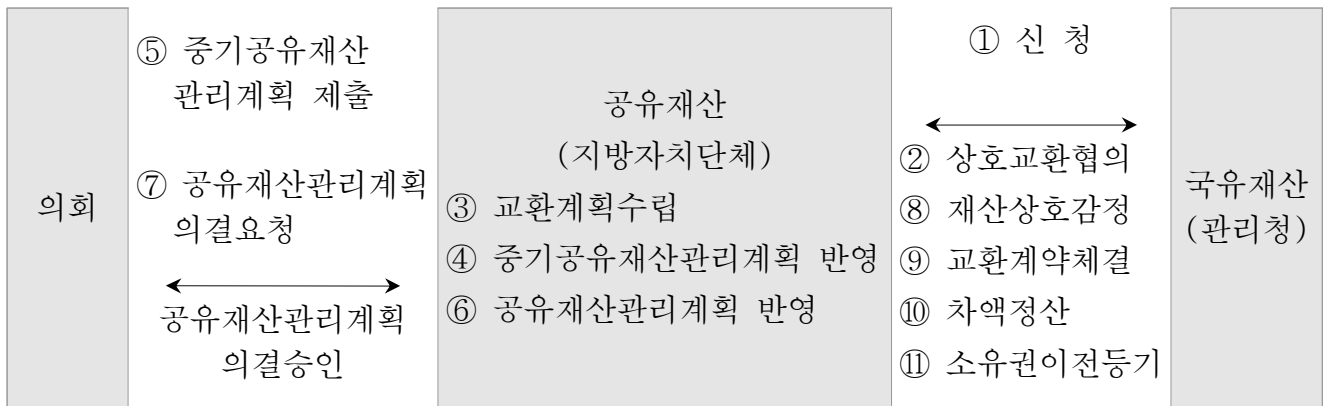 의회
⑤ 중기공유재산
관리계획 제출
⑦ 공유재산관리계획
의결요청
공유재산관리계획
의결승인
공유재산
(지방자치단체)
③ 교환계획수립
④ 중기공유재산관리계획 반영
⑥ 공유재산관리계획 반영
① 신 청
② 상호교환협의
⑧ 재산상호감정
⑨ 교환계약체결
⑩ 차액정산
⑪ 소유권이전등기
국유재산
(관리청)